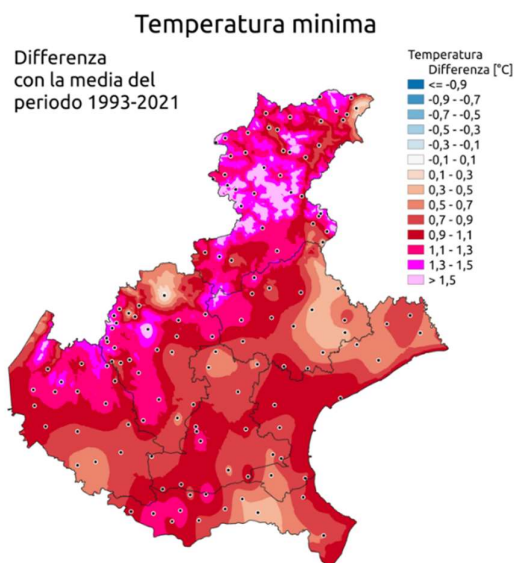 Temperatura minima
Differenza
con la media del
periodo 1993-2021
Temperatura
Differenza [°C]
<= -0,9
-0,9 - -0,7
-0,7 - -0,5
-0,5 - -0,3
-0,3 - -0,1
-0,1 - 0,1
0,1 - 0,3
0,3 - 0,5
0,5 - 0,7
0,7 - 0,9
0,9 - 1,1
1,1 - 1,3
1,3 - 1,5
> 1,5